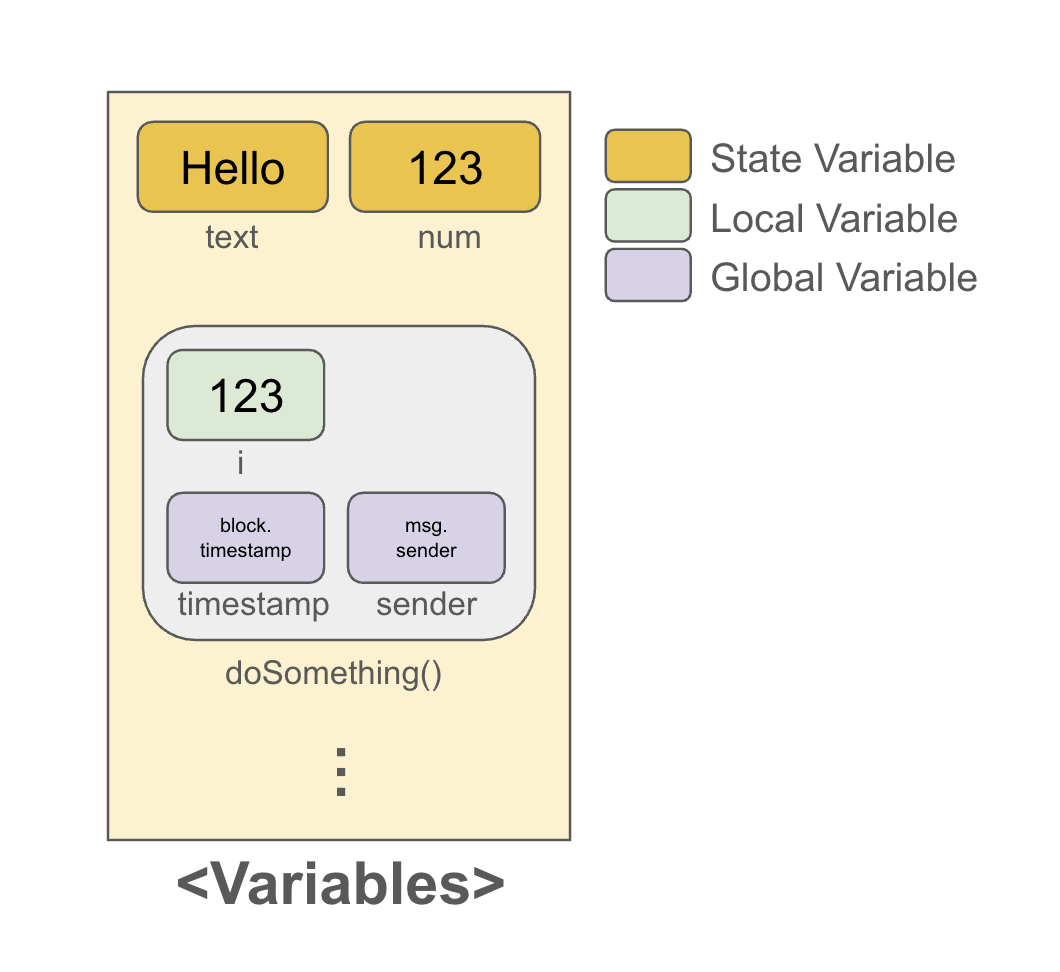 Hello
123
text
num
State Variable
Local Variable
Global Variable
123
i
block.
timestamp
msg.
sender
timestamp
sender
doSomething()
<Variables>